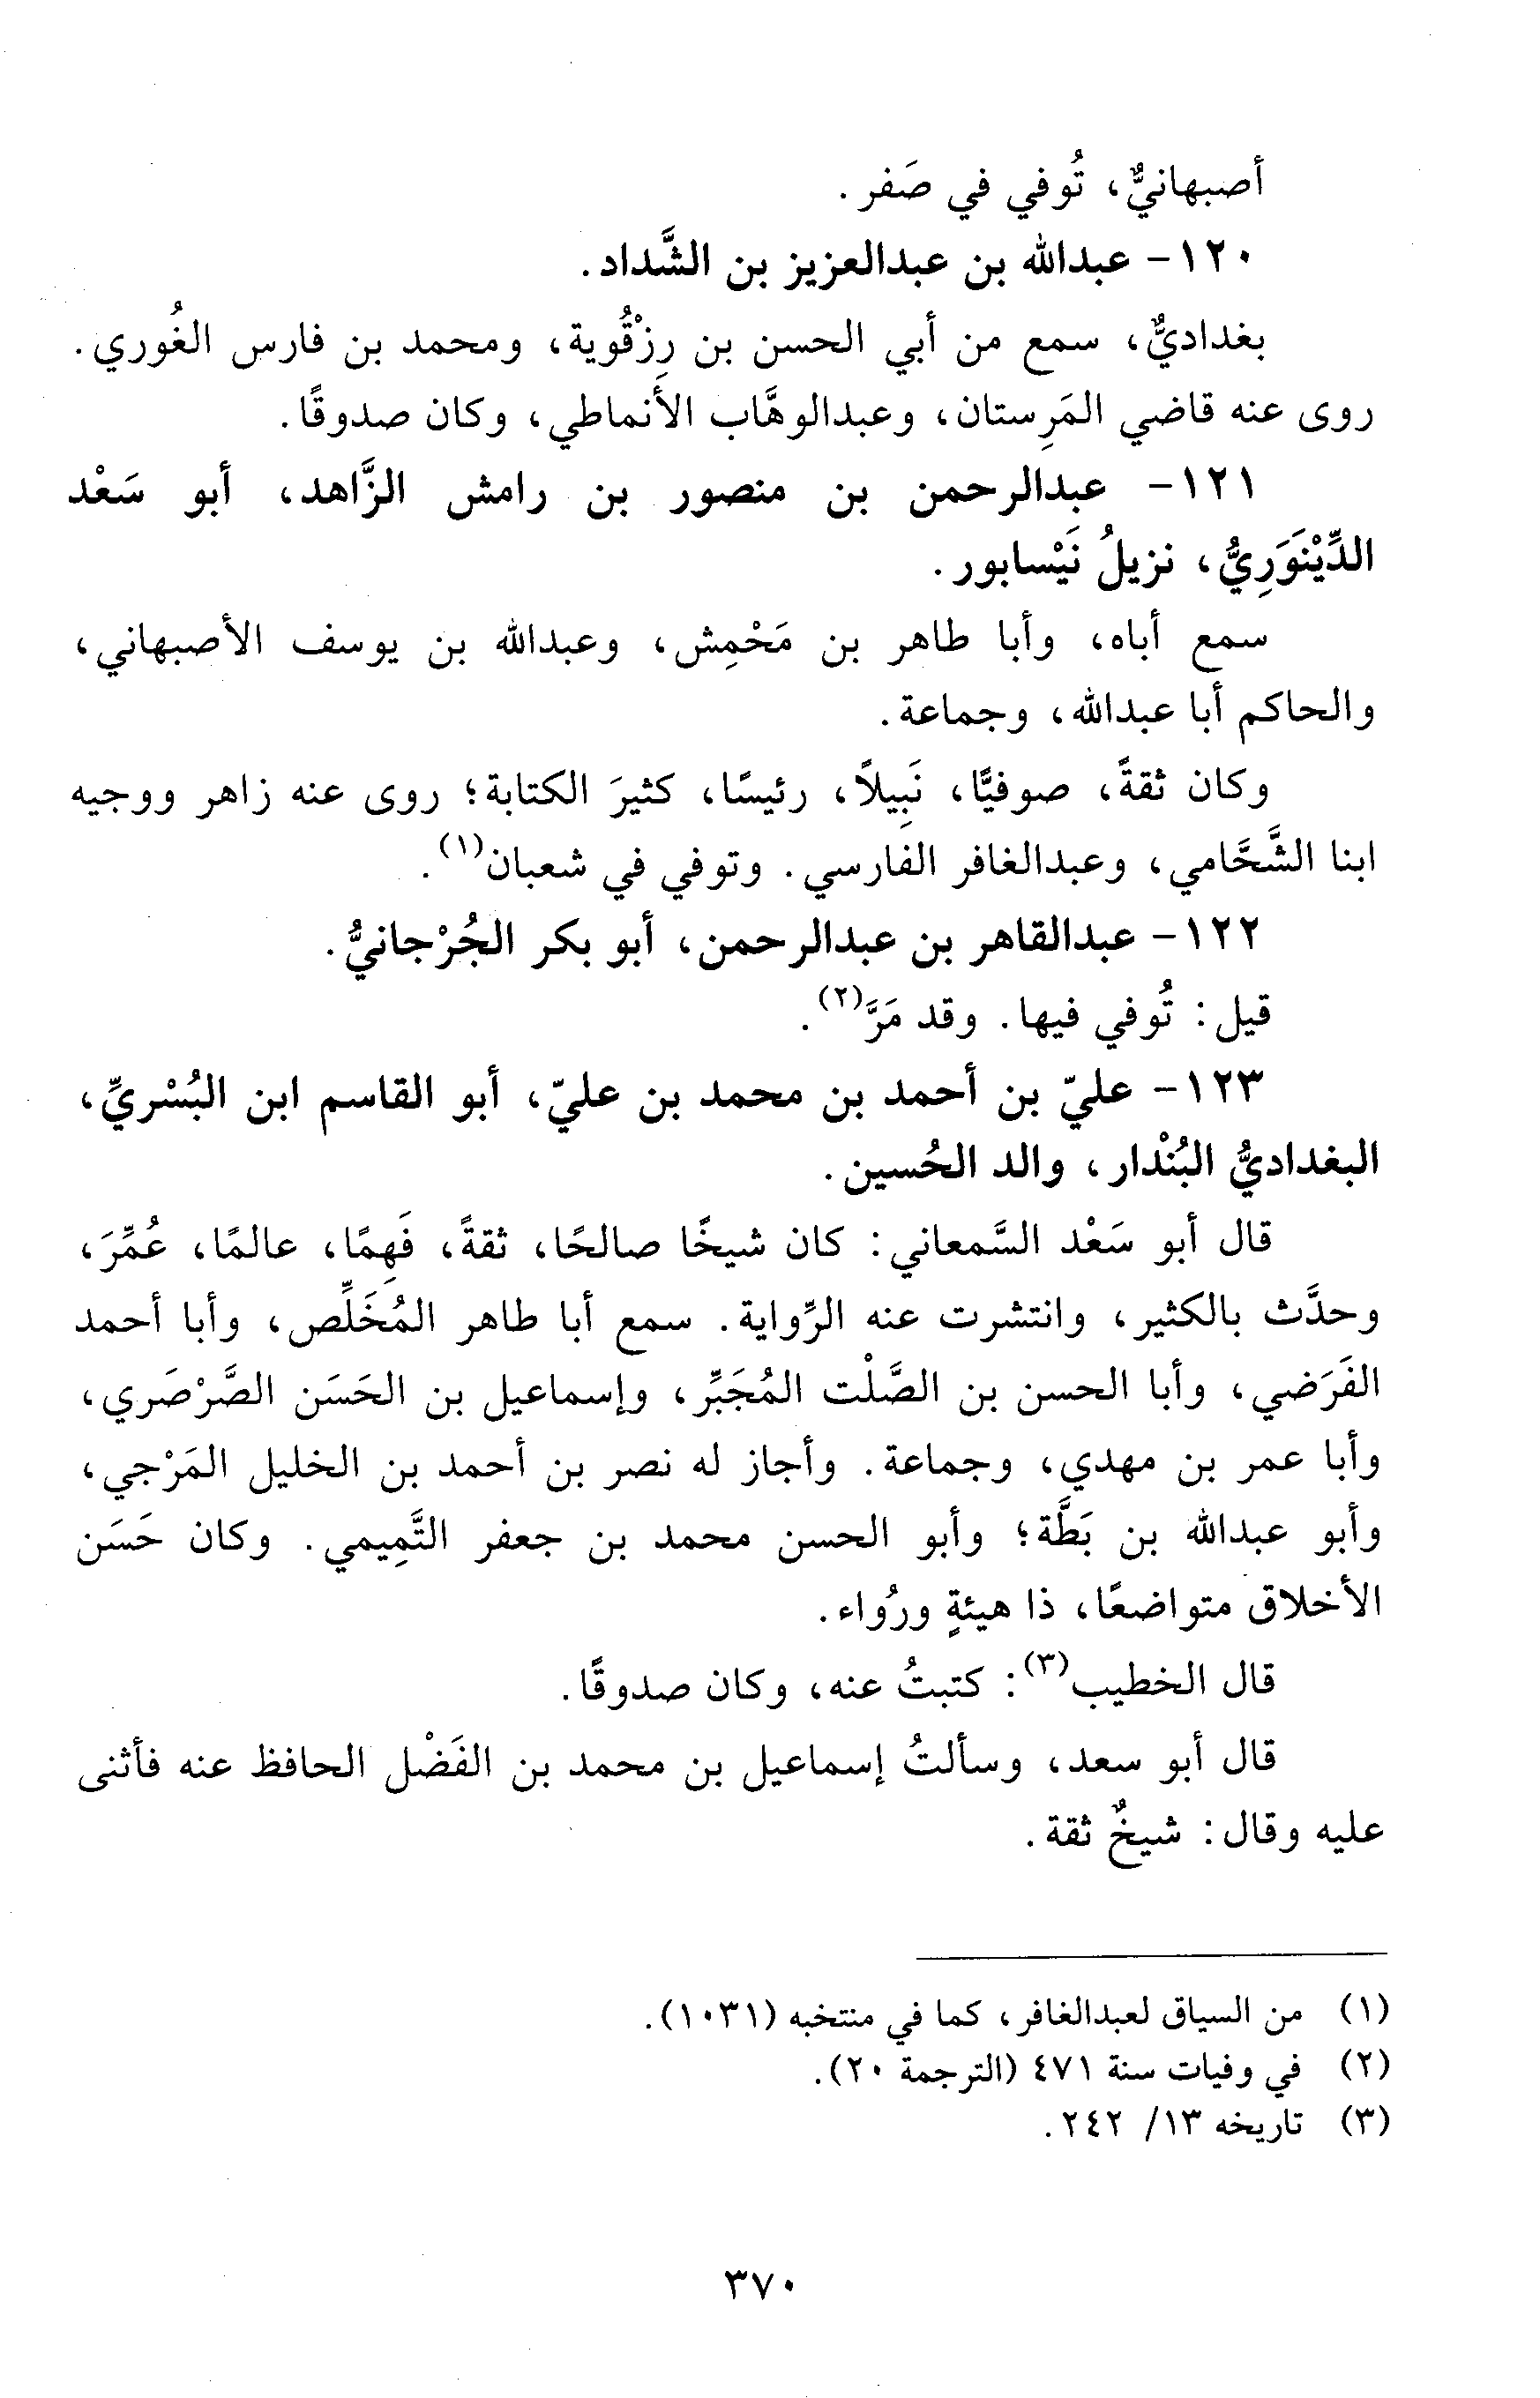 أصبهانيٌّ، تُوفي في صَفر.
١٢٠- عبدالله بن عبدالعزيز بن الشَّداد.
بغداديٌّ، سمع من أبي الحسن بن رِزْقُوية، ومحمد بن فارس الغُوري.
روى عنه قاضي المَرِستان، وعبدالوهَّاب الأنماطي، وكان صدوقًا.
١٢١- عبدالرحمن بن منصور بن رامش الزَّاهد، أبو سَعْد
الدِّيْنَوَرِيُّ، نزيلُ نَيْسابور.
سمع أباه، وأبا طاهر بن مَحْمِش، وعبدالله بن يوسف الأصبهاني،
والحاكم أبا عبدالله، وجماعة.
وكان ثقةً، صوفيًّا، نَبِيلاً، رئيسًا، كثيرَ الكتابة؛ روى عنه زاهر ووجيه
ابنا الشَّحَّامي، وعبدالغافر الفارسي. وتوفي في شعبان(١).
١٢٢- عبدالقاهر بن عبدالرحمن، أبو بكر الجُرْجانيُّ.
قيل: تُوفي فيها. وقد مَرَّ(٢).
١٢٣- عليّ بن أحمد بن محمد بن عليّ، أبو القاسم ابن البُسْريِّ،
البغداديُّ البُنْدار، والد الحُسين.
قال أبو سَعْد السَّمعاني: كان شيخًا صالحًا، ثقةً، فَهِمًا، عالمًا، عُمِّرَ،
وحدَّث بالكثير، وانتشرت عنه الرِّواية. سمع أبا طاهر المُخَلِّص، وأبا أحمد
الفَرَضي، وأبا الحسن بن الصَّلْت المُجَبِّر، وإسماعيل بن الحَسَن الصَّرْصَري،
وأبا عمر بن مهدي، وجماعة. وأجاز له نصر بن أحمد بن الخليل المَرْجي،
وأبو عبدالله بن بَطَّة؛ وأبو الحسن محمد بن جعفر التَّمِيمي. وكان حَسَن
الأخلاق متواضعًا، ذا هيئةٍ ورُواء.
قال الخطيب(٣): كتبتُ عنه، وكان صدوقًا.
قال أبو سعد، وسألتُ إسماعيل بن محمد بن الفَضْل الحافظ عنه فأثنى
عليه وقال: شيخٌ ثقة.
(١) من السياق لعبدالغافر، كما في منتخبه (١٠٣١).
(٢) في وفيات سنة ٤٧١ (الترجمة ٢٠).
(٣) تاريخه ١٣/ ٢٤٢.
٣٧٠